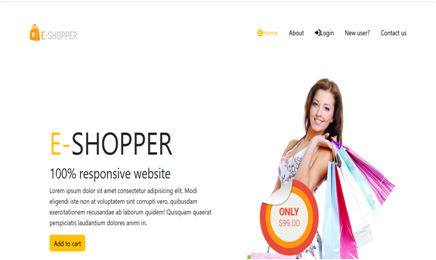 E-SHOPPER
Home About Login New user? Contact us
E-SHOPPER
100% responsive website
Lorem ipsum dolor sit amet consectetur adipisicing elit. Modi
eligendi iste non at voluptatem sint corrupti vero, quibusdam
exercitationem recusandae ab laborum quidem! Quisquam quaerat
perspiciatis laudantium dolores animi in.
Add to cart
ONLY
$99.00